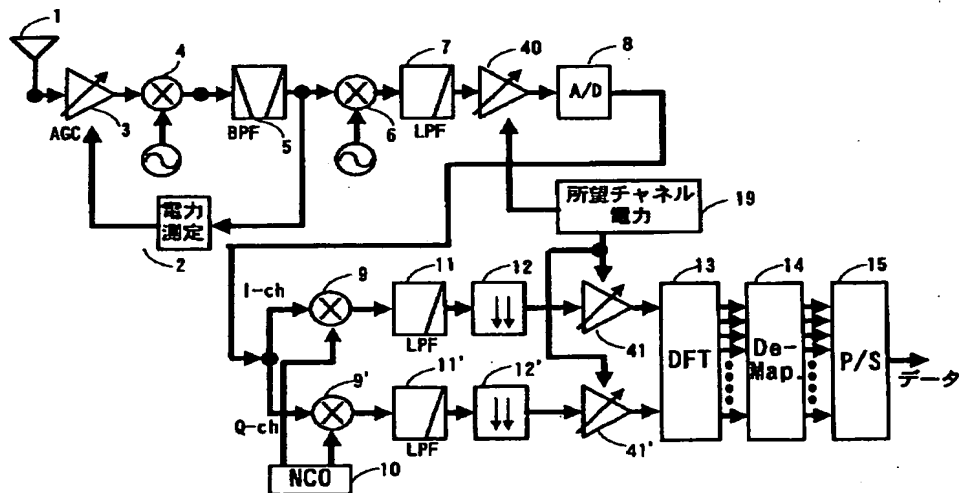 1
4
7
40
8
A/D
AGC
3
BPF
5
6
LPF
電力
測定
2
所望チャネル
電力
19
I-ch
9
11
12
13
14
15
LPF
41
DFT
De-
Map.
P/S
データ
9'
11'
12'
Q-ch
LPF
41'
NCO
10